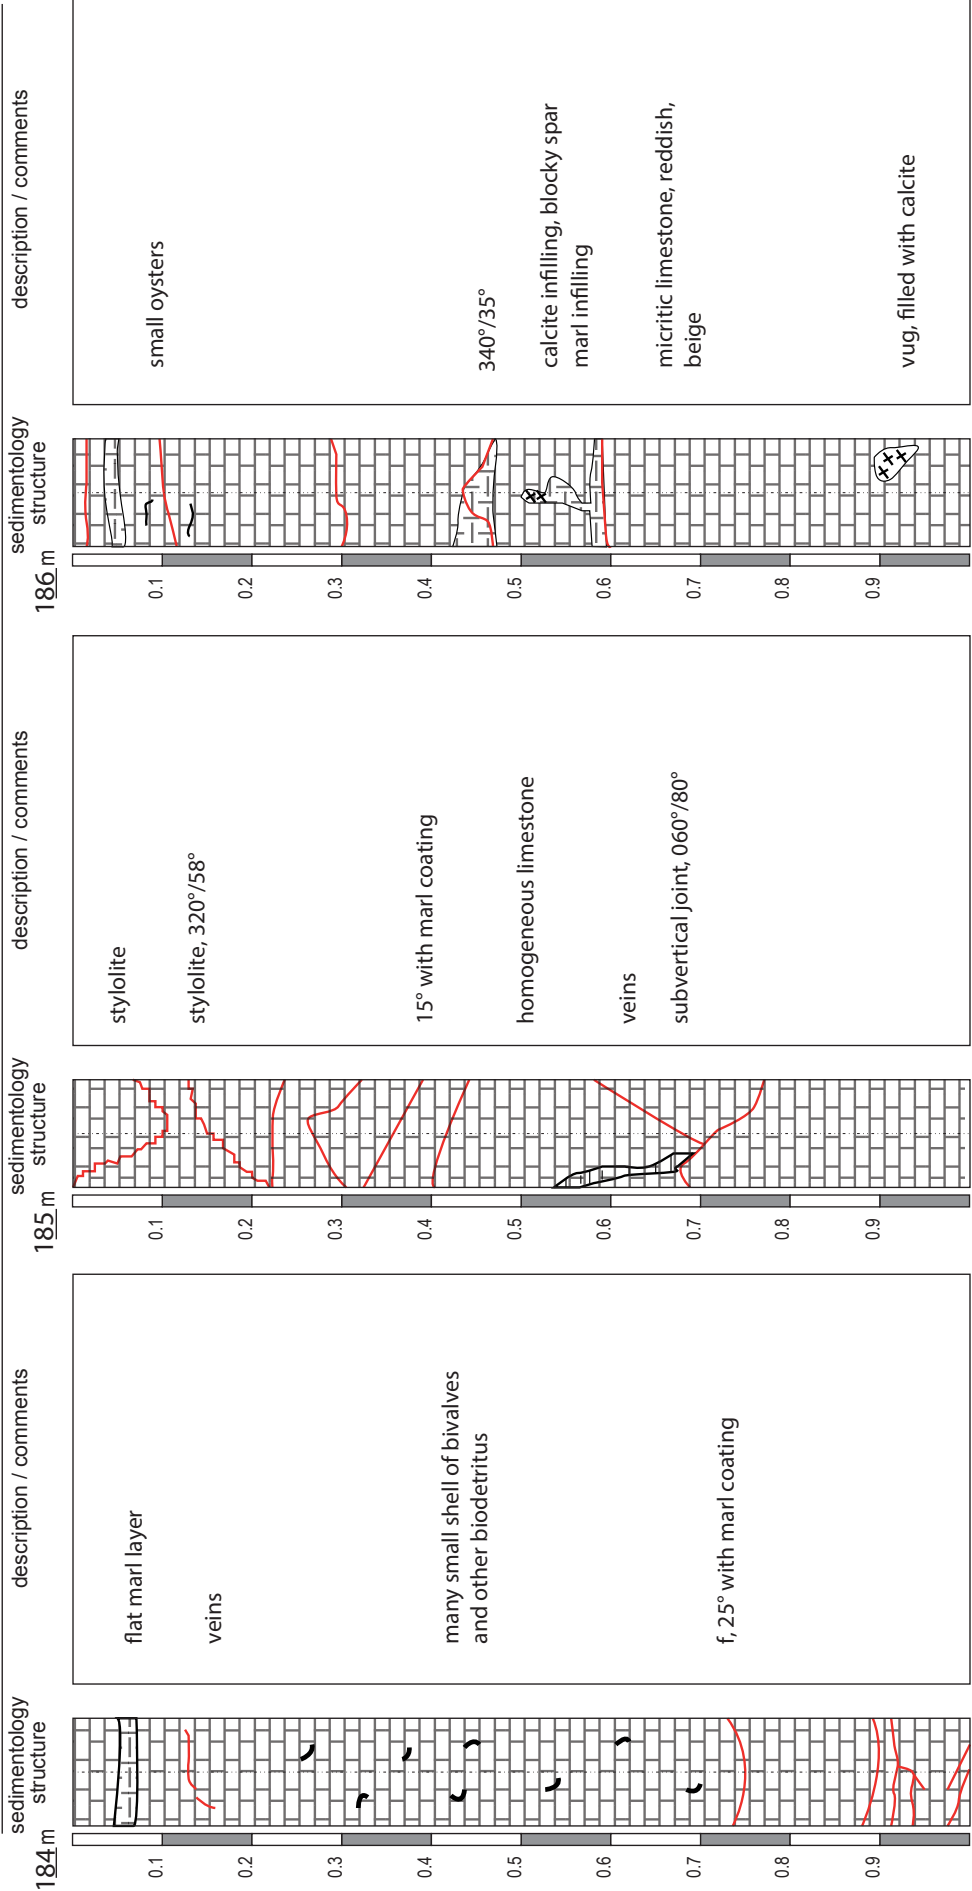 184 m
sedimentology
structure
description / comments
0.1
0.2
0.3
0.4
0.5
0.6
0.7
0.8
0.9
flat marl layer
veins
many small shell of bivalves
and other biodetritus
f, 25° with marl coating
185 m
sedimentology
structure
description / comments
0.1
0.2
0.3
0.4
0.5
0.6
0.7
0.8
0.9
stylolite
stylolite, 320°/58°
15° with marl coating
homogeneous limestone
veins
subvertical joint, 060°/80°
186 m
sedimentology
structure
description / comments
0.1
0.2
0.3
0.4
0.5
0.6
0.7
0.8
0.9
small oysters
340°/35°
calcite infilling, blocky spar
marl infilling
micritic limestone, reddish,
beige
vug, filled with calcite